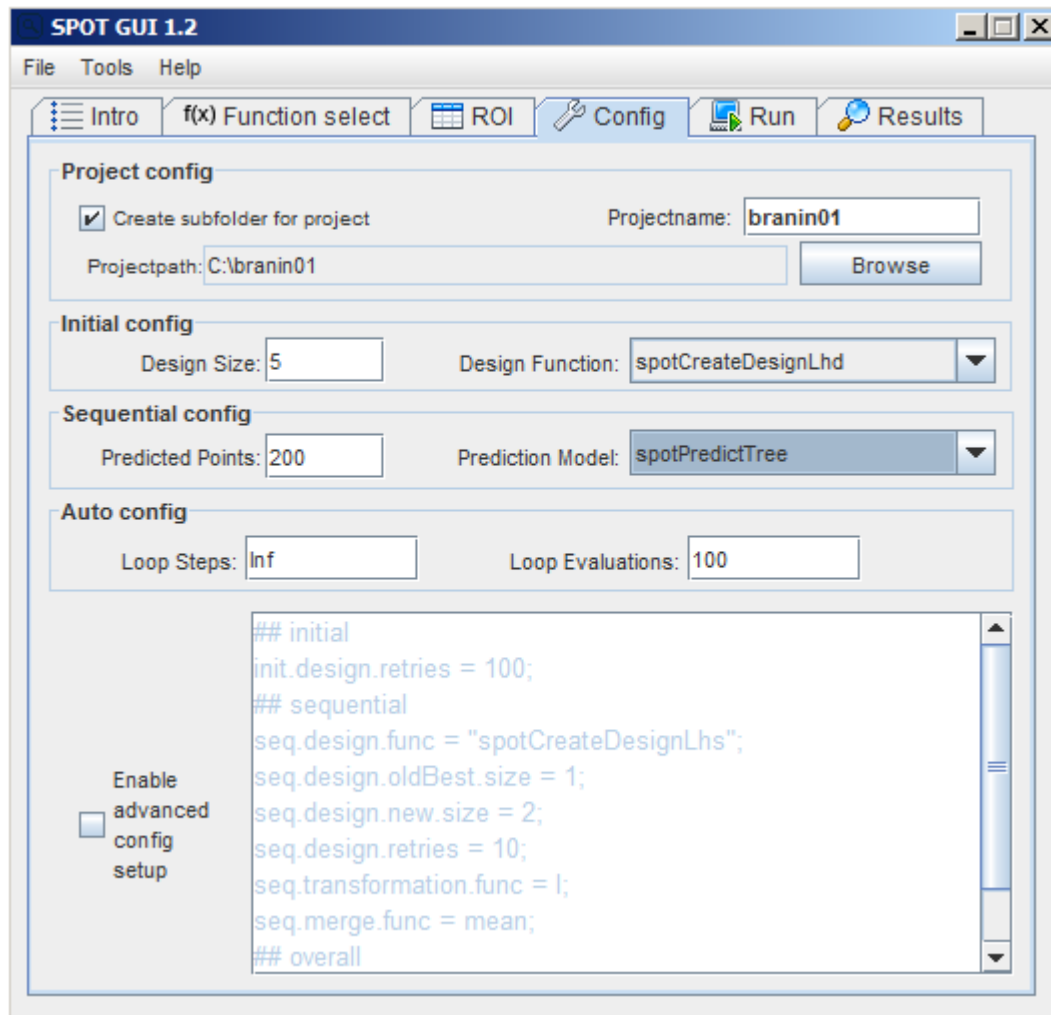 SPOT GUI 1.2
File Tools Help
Intro f(x) Function select ROI Config Run Results
Project config
Create subfolder for project Projectname: branin01
Projectpath: C:\branin01 Browse
Initial config
Design Size: 5 Design Function: spotCreateDesignLhd
Sequential config
Predicted Points: 200 Prediction Model: spotPredictTree
Auto config
Loop Steps: Inf Loop Evaluations: 100
Enable
advanced
config
setup
## initial
init.design.retries = 100;
## sequential
seq.design.func = "spotCreateDesignLhs";
seq.design.oldBest.size = 1;
seq.design.new.size = 2;
seq.design.retries = 10;
seq.transformation.func = I;
seq.merge.func = mean;
## overall